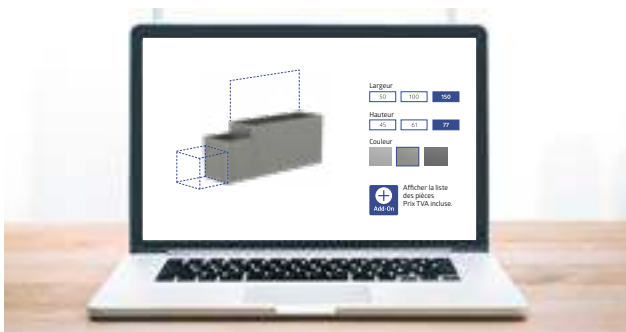 Largeur
50 100 150
Hauteur
45 61 77
Couleur
Add-On
Afficher la liste
des pièces
Prix TVA incluse.